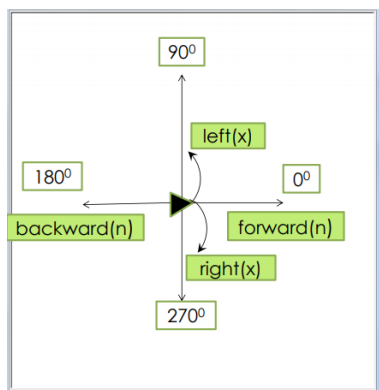 90⁰
left(x)
180⁰
0⁰
backward(n)
forward(n)
right(x)
270⁰